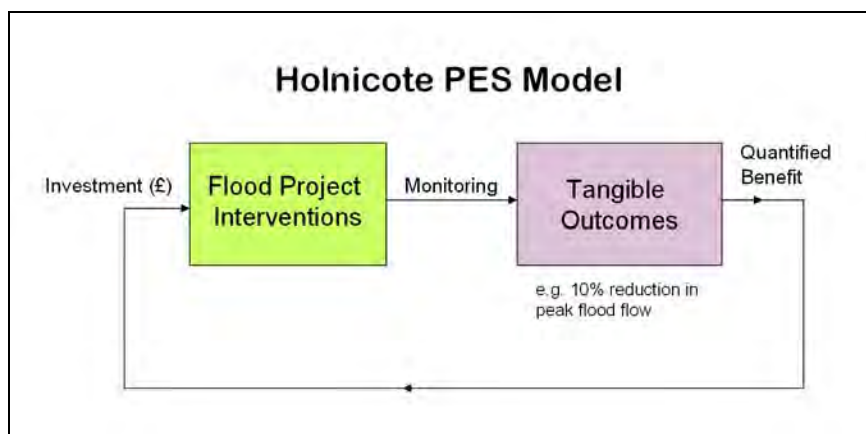 Holnicote PES Model
Investment (£)
Flood Project
Interventions
Monitoring
Tangible
Outcomes
Quantified
Benefit
e.g. 10% reduction in
peak flood flow